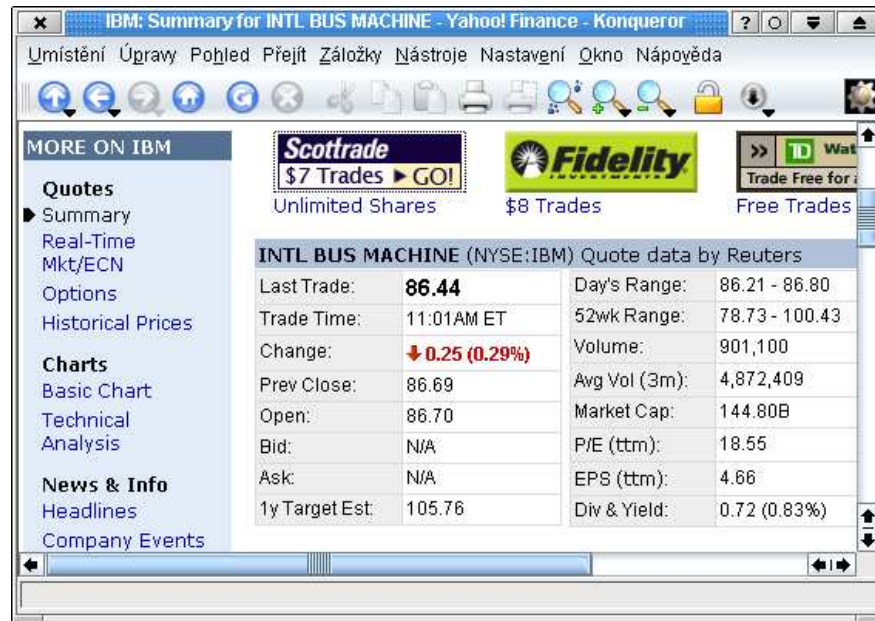 IBM: Summary for INTL BUS MACHINE - Yahoo! Finance - Konqueror
Umístění Úpravy Pohled Přejít Záložky Nástroje Nastavení Okno Nápověda
MORE ON IBM
Quotes
Summary
Real-Time
Mkt/ECN
Options
Historical Prices
Charts
Basic Chart
Technical
Analysis
News & Info
Headlines
Company Events
Scottrade
$7 Trades GO!
Unlimited Shares
Fidelity
INVESTMENTS
$8 Trades
TD Wat
Trade Free for
Free Trades
INTL BUS MACHINE (NYSE:IBM) Quote data by Reuters
Last Trade: 86.44
Trade Time: 11:01AM ET
Change: 0.25 (0.29%)
Prev Close: 86.69
Open: 86.70
Bid: N/A
Ask: N/A
1y Target Est: 105.76
Day's Range: 86.21 - 86.80
52wk Range: 78.73 - 100.43
Volume: 901,100
Avg Vol (3m): 4,872,409
Market Cap: 144.80B
P/E (ttm): 18.55
EPS (ttm): 4.66
Div & Yield: 0.72 (0.83%)